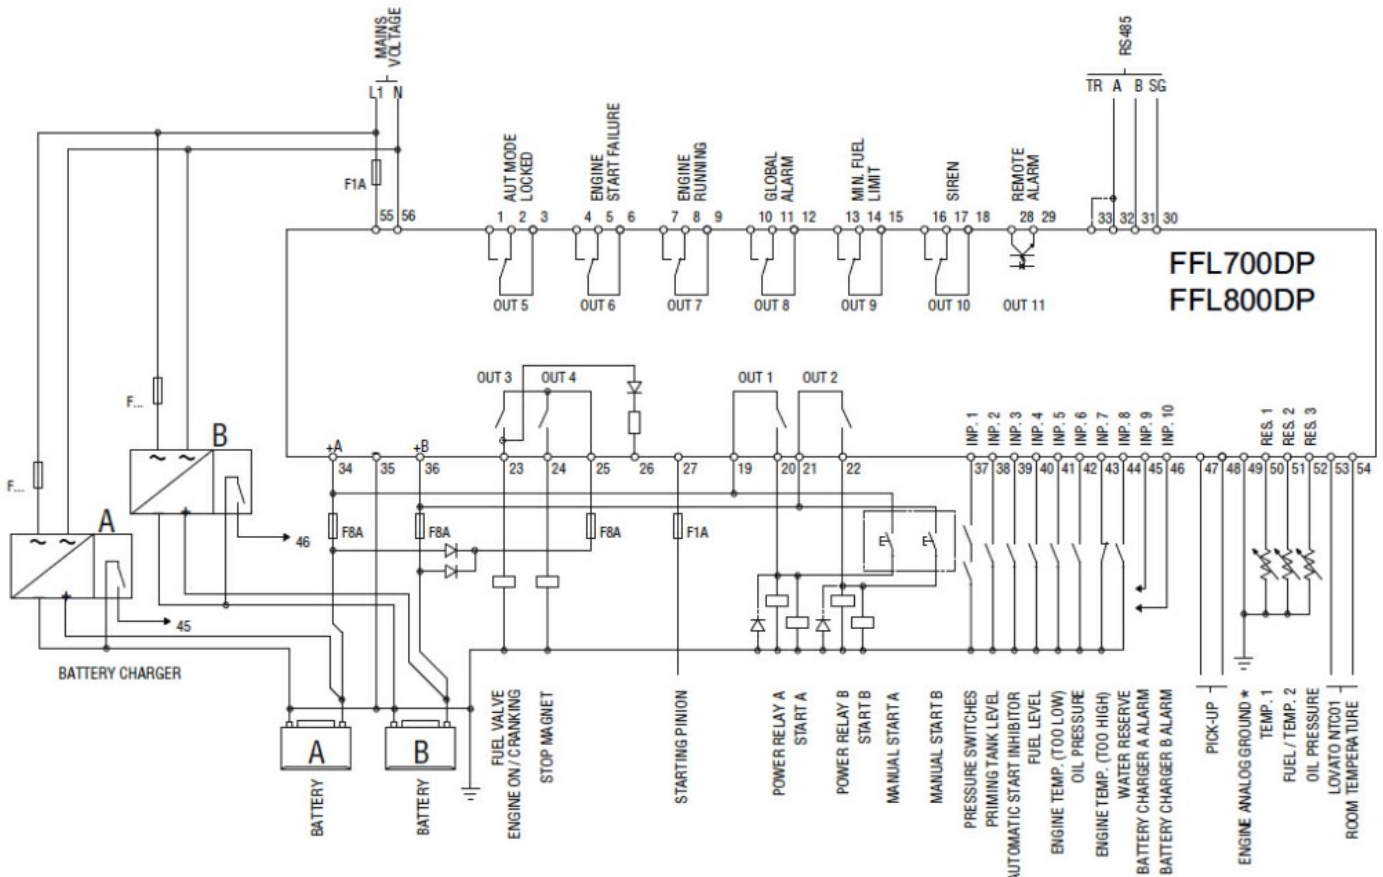 MAINS
VOLTAGE
L1 N
RS485
TR A B SG
F1A
55 56
AUT MODE
LOCKED
ENGINE
START FAILURE
ENGINE
RUNNING
GLOBAL
ALARM
MIN. FUEL
LIMIT
SIREN
REMOTE
ALARM
1 2 3
4 5 6
7 8 9
10 11 12
13 14 15
16 17 18
28 29
33 32 31 30
OUT 5
OUT 6
OUT 7
OUT 8
OUT 9
OUT 10
OUT 11
FFL700DP
FFL800DP
OUT 3
OUT 4
OUT 1
OUT 2
+A
-
+B
INP. 1
INP. 2
INP. 3
INP. 4
INP. 5
INP. 6
INP. 7
INP. 8
INP. 9
INP. 10
RES. 1
RES. 2
RES. 3
34 35 36 23 24 25 26 27 19 20 21 22 37 38 39 40 41 42 43 44 45 46 47 48 49 50 51 52 53 54
F...
B
~ ~
- +
46
F...
A
~ ~
- +
45
BATTERY CHARGER
F8A
F8A
F8A
F1A
A
B
BATTERY
BATTERY
FUEL VALVE
ENGINE ON / CRANKING
STOP MAGNET
STARTING PINION
POWER RELAY A
START A
POWER RELAY B
START B
MANUAL START A
MANUAL START B
PRESSURE SWITCHES
PRIMING TANK LEVEL
AUTOMATIC START INHIBITOR
FUEL LEVEL
ENGINE TEMP. (TOO LOW)
OIL PRESSURE
ENGINE TEMP. (TOO HIGH)
WATER RESERVE
BATTERY CHARGER A ALARM
BATTERY CHARGER B ALARM
PICK-UP
ENGINE ANALOG GROUND *
TEMP. 1
FUEL / TEMP. 2
OIL PRESSURE
LOVATO NTC01
ROOM TEMPERATURE